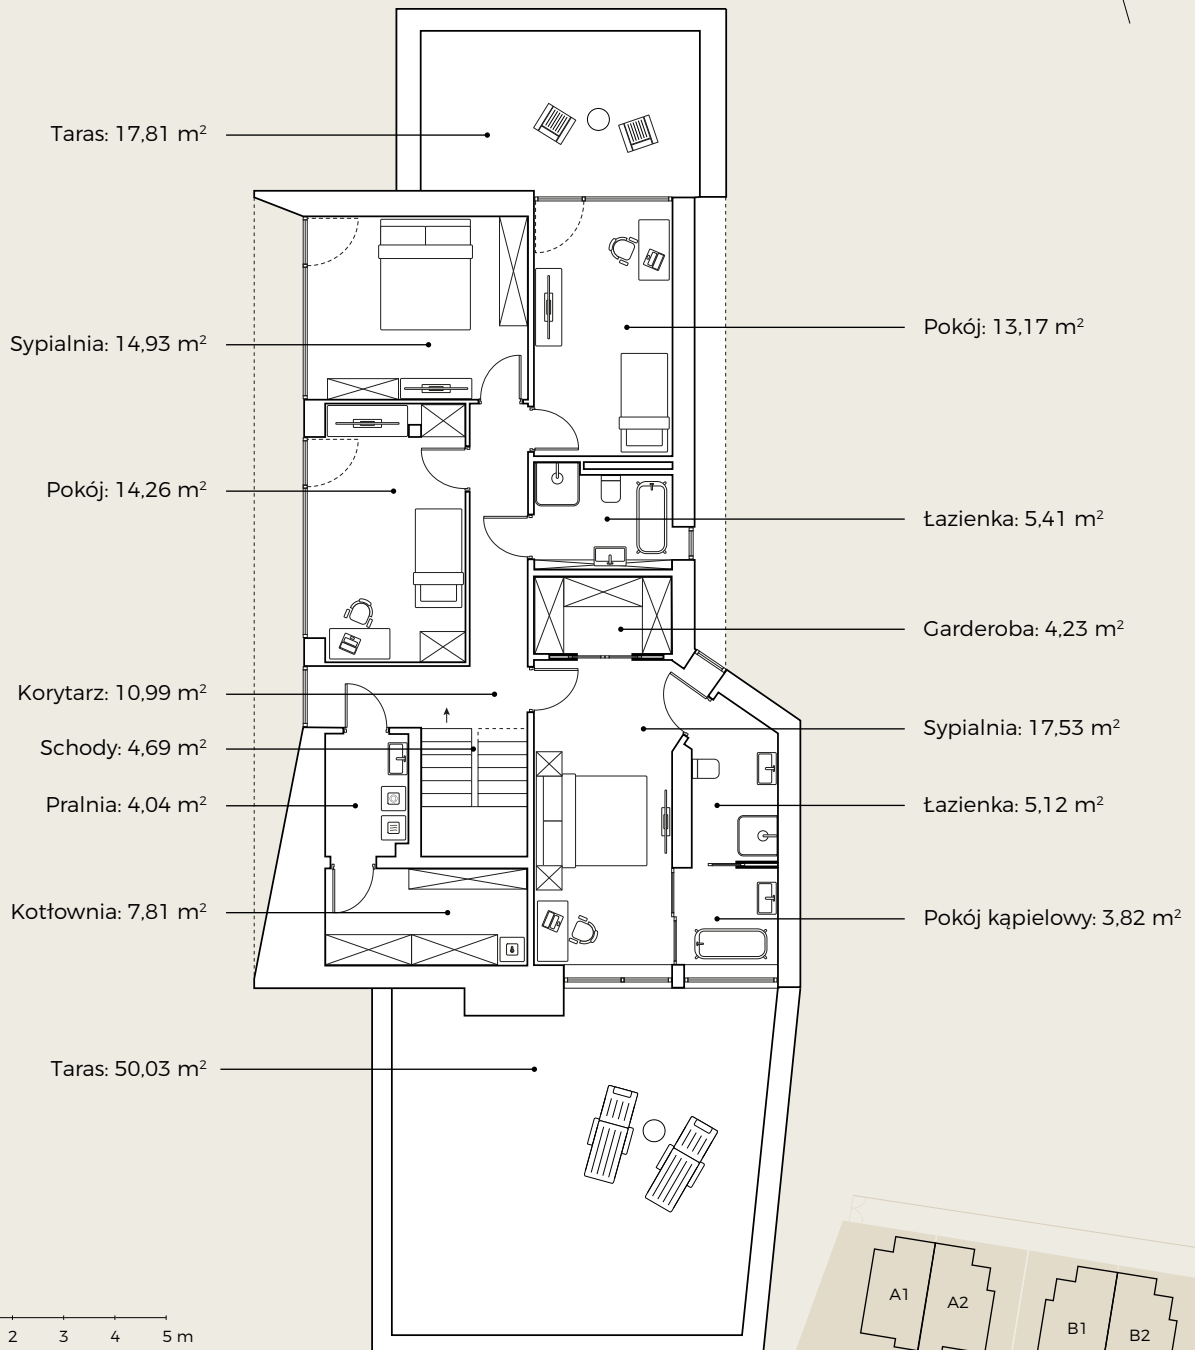 Taras: 17,81 m²
Sypialnia: 14,93 m²
Pokój: 13,17 m²
Pokój: 14,26 m²
Łazienka: 5,41 m²
Garderoba: 4,23 m²
Korytarz: 10,99 m²
Sypialnia: 17,53 m²
Schody: 4,69 m²
Pralnia: 4,04 m²
Łazienka: 5,12 m²
Kotłownia: 7,81 m²
Pokój kąpielowy: 3,82 m²
Taras: 50,03 m²
A1
A2
B1
B2
2 3 4 5 m